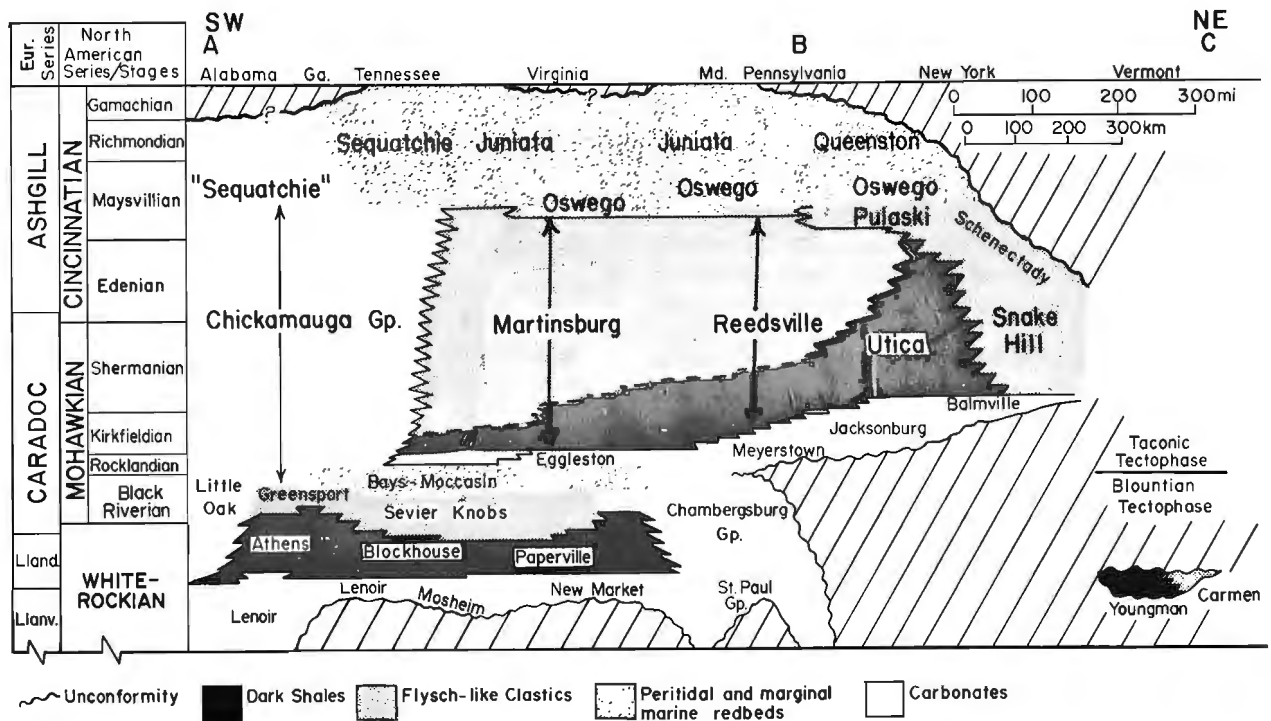 SW
A
B
NE
C
Eur.
Series
North
American
Series/Stages
Alabama Ga. Tennessee Virginia Md. Pennsylvania New York Vermont
0 100 200 300mi
0 100 200 300km
ASHGILL
CARADOC
Lland.
Llanv.
CINCINNATIAN
MOHAWKIAN
WHITE-
ROCKIAN
Gamachian
Richmondian
Maysvillian
Edenian
Shermanian
Kirkfieldian
Rocklandian
Black
Riverian
?
?
Sequatchie Juniata Juniata Queenston
"Sequatchie"
Oswego Oswego Oswego
Pulaski
Schenectady
Chickamauga Gp. Martinsburg Reedsville Utica
Snake
Hill
Balmville
Jacksonburg
Meyerstown
Eggleston
Bays-Moccasin
Little
Oak
Greensport
Sevier Knobs
Chambergsburg
Gp.
Athens Blockhouse Paperville
Lenoir
Lenoir Mosheim New Market
St. Paul
Gp.
Taconic
Tectophase
Blountian
Tectophase
Youngman Carmen
Unconformity
Dark Shales
Flysch-like Clastics
Peritidal and marginal
marine redbeds
Carbonates